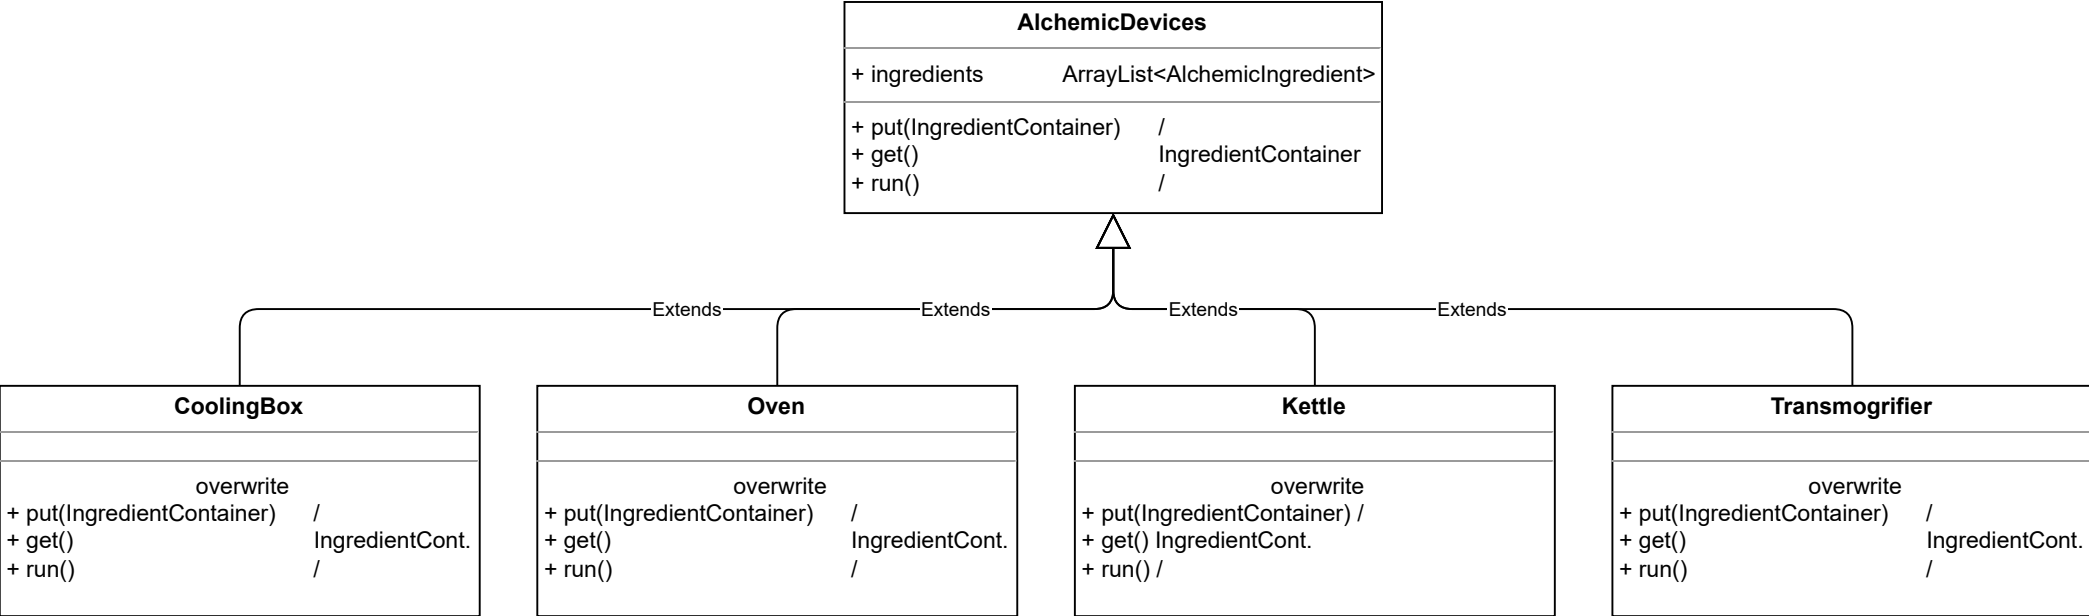 AlchemicDevices
+ ingredients ArrayList<AlchemicIngredient>
+ put(IngredientContainer) /
+ get() IngredientContainer
+ run() /
Extends Extends Extends Extends
CoolingBox
overwrite
+ put(IngredientContainer) /
+ get() IngredientCont.
+ run() /
Oven
overwrite
+ put(IngredientContainer) /
+ get() IngredientCont.
+ run() /
Kettle
overwrite
+ put(IngredientContainer) /
+ get() IngredientCont.
+ run() /
Transmogrifier
overwrite
+ put(IngredientContainer) /
+ get() IngredientCont.
+ run() /